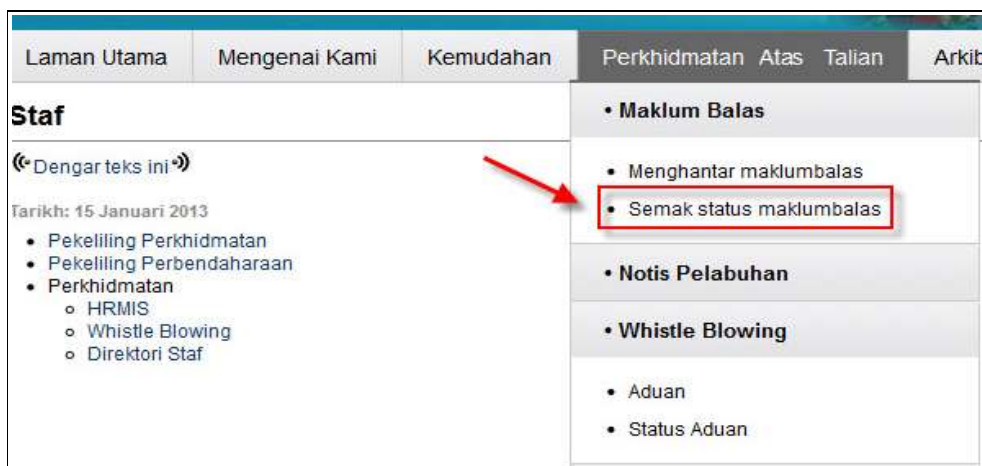 Laman Utama
Mengenai Kami
Kemudahan
Perkhidmatan Atas Talian
Staf
Dengar teks ini
Tarikh: 15 Januari 2013
• Pekeliling Perkhidmatan
• Pekeliling Perbendaharaan
• Perkhidmatan
o HRMIS
o Whistle Blowing
o Direktori Staf
• Maklum Balas
• Menghantar maklumbalas
• Semak status maklumbalas
• Notis Pelabuhan
• Whistle Blowing
• Aduan
• Status Aduan